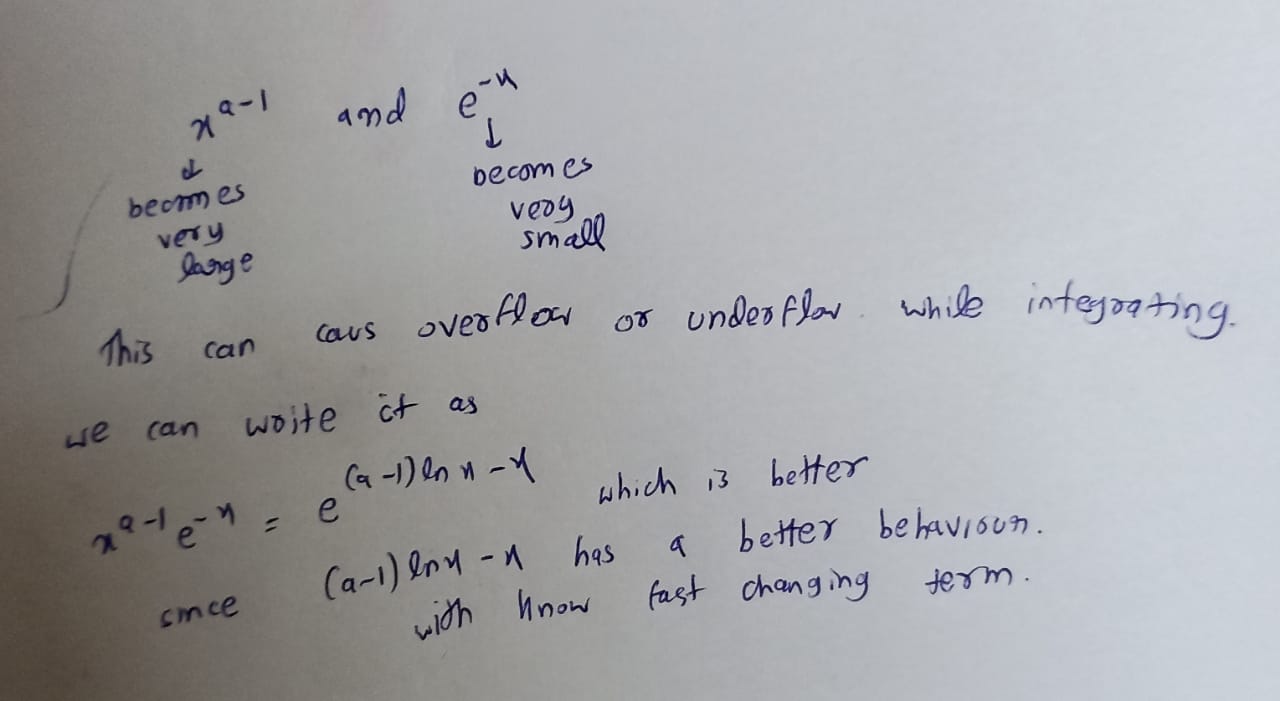 x^{a-1} and e^{-x}
↓ ↓
becomes becomes
very very
large small
This can caus overflow or underflow. while integrating.
we can write it as
x^{a-1} e^{-x} = e^{(a-1) ln x - x} which is better
since (a-1) ln x - x has a better behaviour.
with know fast changing term.